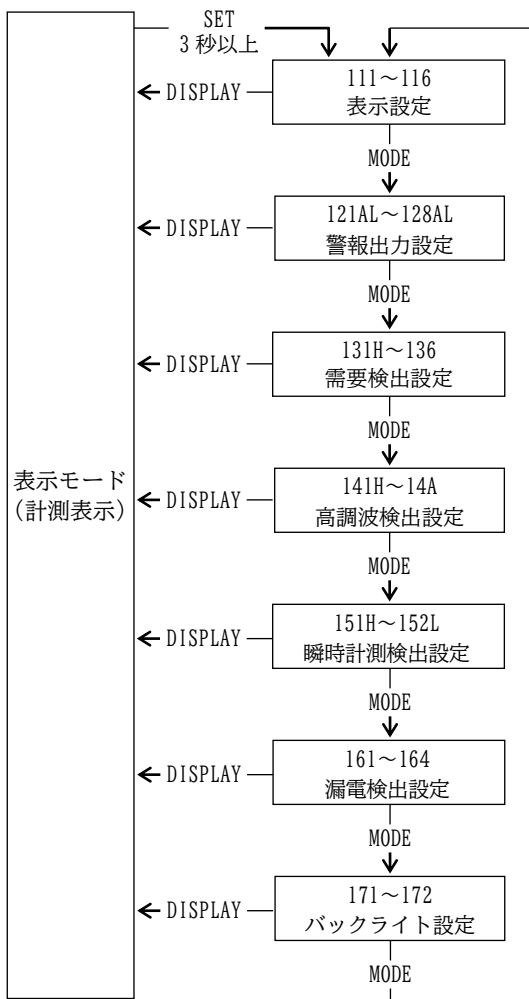 SET
3秒以上
111～116
表示設定
DISPLAY
MODE
121AL～128AL
警報出力設定
DISPLAY
MODE
131H～136
需要検出設定
DISPLAY
MODE
表示モード
(計測表示)
141H～14A
高調波検出設定
DISPLAY
MODE
151H～152L
瞬時計測検出設定
DISPLAY
MODE
161～164
漏電検出設定
DISPLAY
MODE
171～172
バックライト設定
DISPLAY
MODE